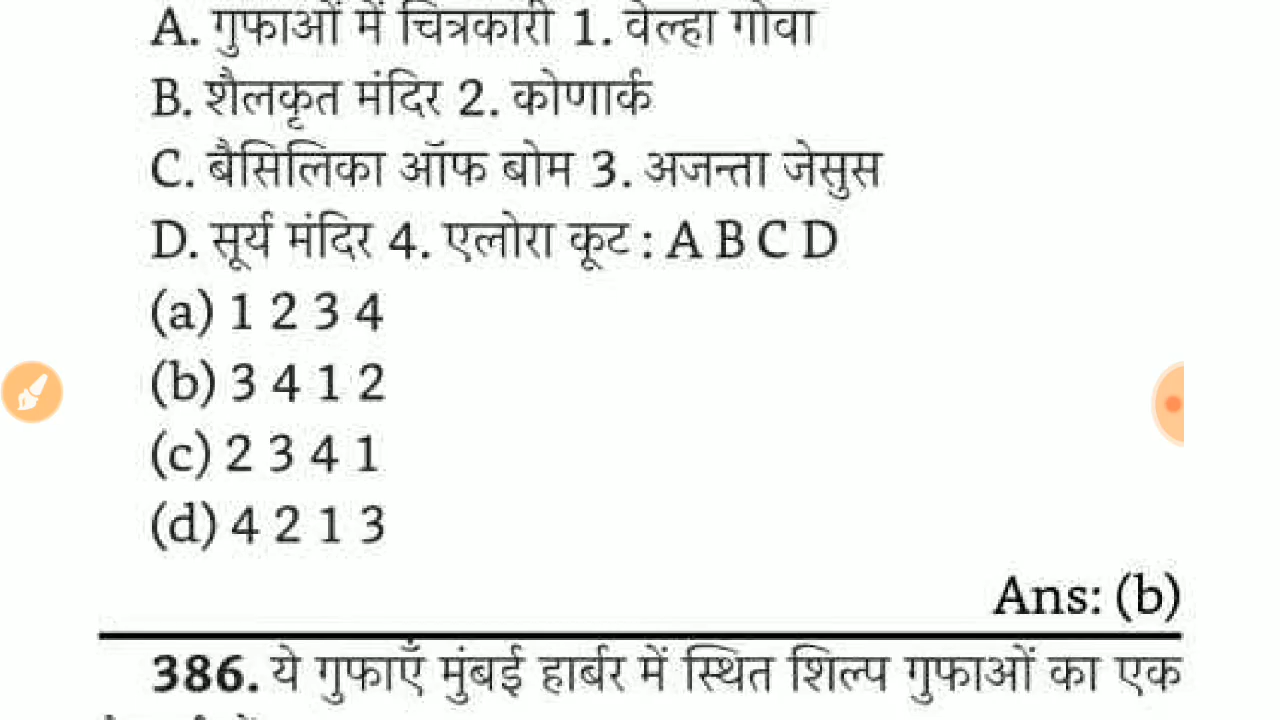 A. गुफाओं में चित्रकारी 1. वेल्हा गोवा
B. शैलकृत मंदिर 2. कोणार्क
C. बैसिलिका ऑफ बोम 3. अजन्ता जेसुस
D. सूर्य मंदिर 4. एलोरा कूट : A B C D
(a) 1 2 3 4
(b) 3 4 1 2
(c) 2 3 4 1
(d) 4 2 1 3
Ans: (b)
386. ये गुफाएँ मुंबई हार्बर में स्थित शिल्प गुफाओं का एक